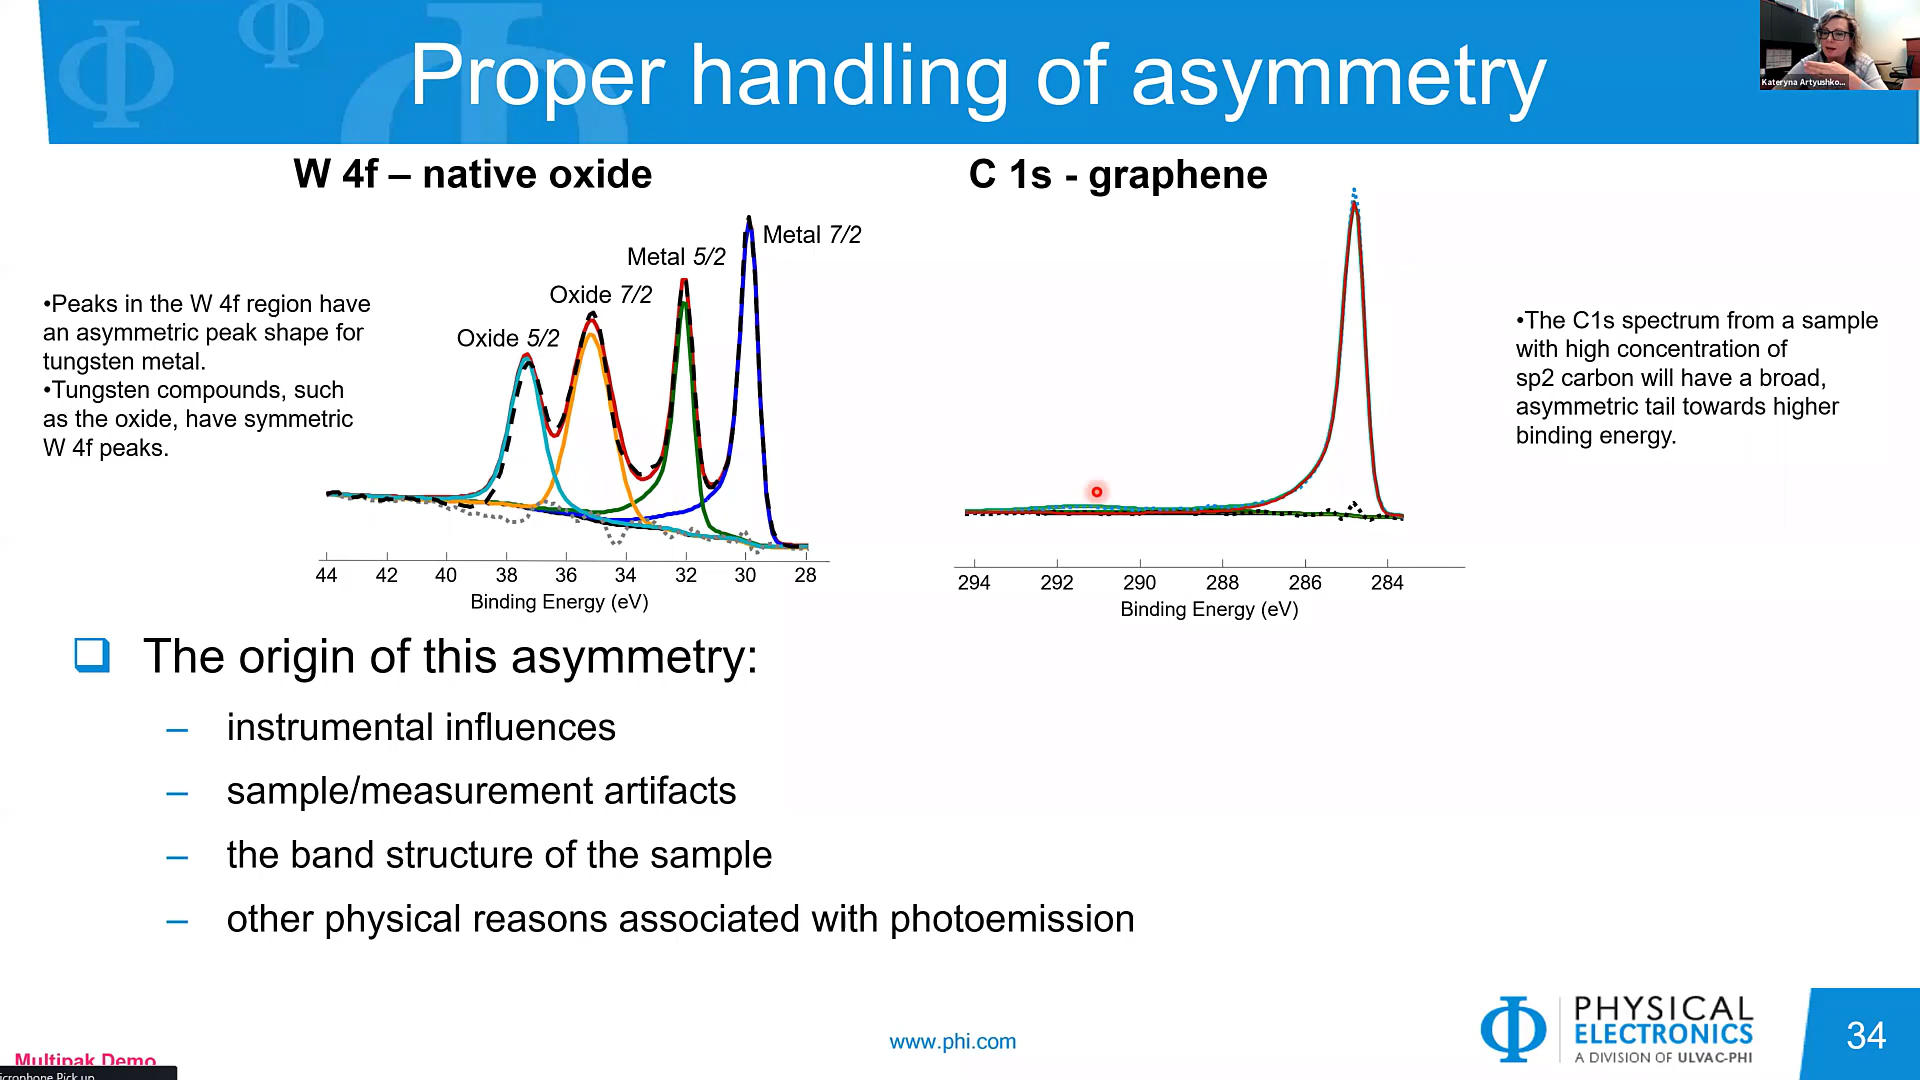 Proper handling of asymmetry
Kateryna Artyushko...
W 4f – native oxide
C 1s - graphene
•Peaks in the W 4f region have
an asymmetric peak shape for
tungsten metal.
•Tungsten compounds, such
as the oxide, have symmetric
W 4f peaks.
Metal 7/2
Metal 5/2
Oxide 7/2
Oxide 5/2
44 42 40 38 36 34 32 30 28
Binding Energy (eV)
294 292 290 288 286 284
Binding Energy (eV)
•The C1s spectrum from a sample
with high concentration of
sp2 carbon will have a broad,
asymmetric tail towards higher
binding energy.
The origin of this asymmetry:
– instrumental influences
– sample/measurement artifacts
– the band structure of the sample
– other physical reasons associated with photoemission
www.phi.com
PHYSICAL
ELECTRONICS
A DIVISION OF ULVAC-PHI
34
Multipak Demo
icrophone Pick up